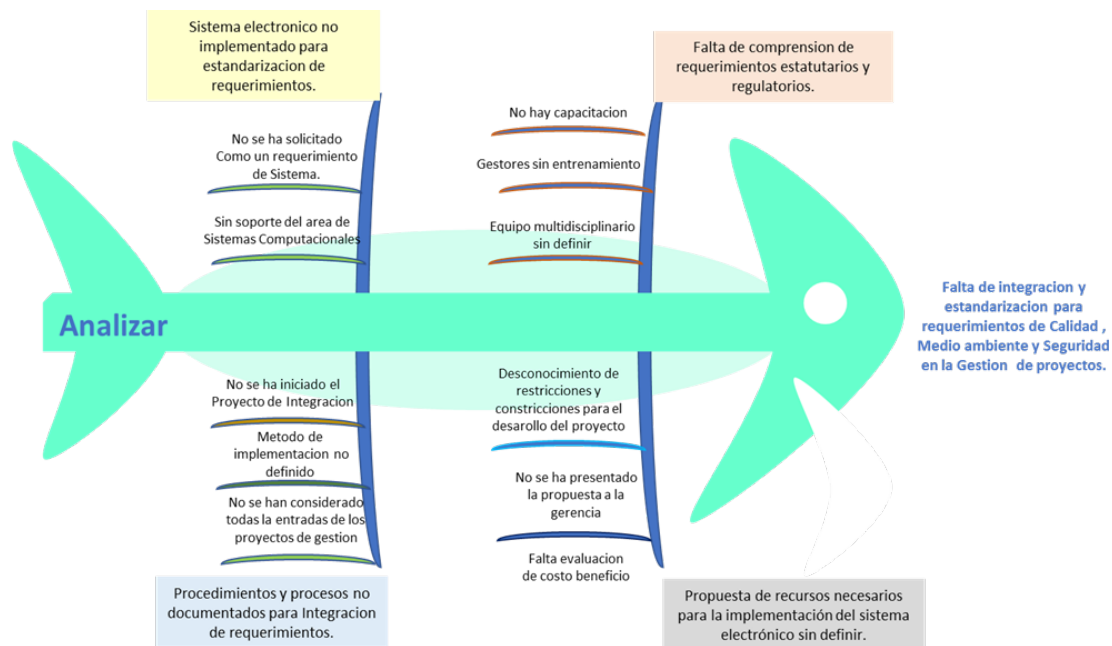 Sistema electronico no
implementado para
estandarizacion de
requerimientos.
Falta de comprension de
requerimientos estatutarios y
regulatorios.
No se ha solicitado
Como un requerimiento
de Sistema.
Sin soporte del area de
Sistemas Computacionales
No hay capacitacion
Gestores sin entrenamiento
Equipo multidisciplinario
sin definir
Analizar
Falta de integracion y
estandarizacion para
requerimientos de Calidad ,
Medio ambiente y Seguridad
en la Gestion de proyectos.
No se ha iniciado el
Proyecto de Integracion
Metodo de
implementacion no
definido
No se han considerado
todas la entradas de los
proyectos de gestion
Desconocimiento de
restricciones y
constricciones para el
desarollo del proyecto
No se ha presentado
la propuesta a la
gerencia
Falta evaluacion
de costo beneficio
Procedimientos y procesos no
documentados para Integracion
de requerimientos.
Propuesta de recursos necesarios
para la implementación del sistema
electrónico sin definir.